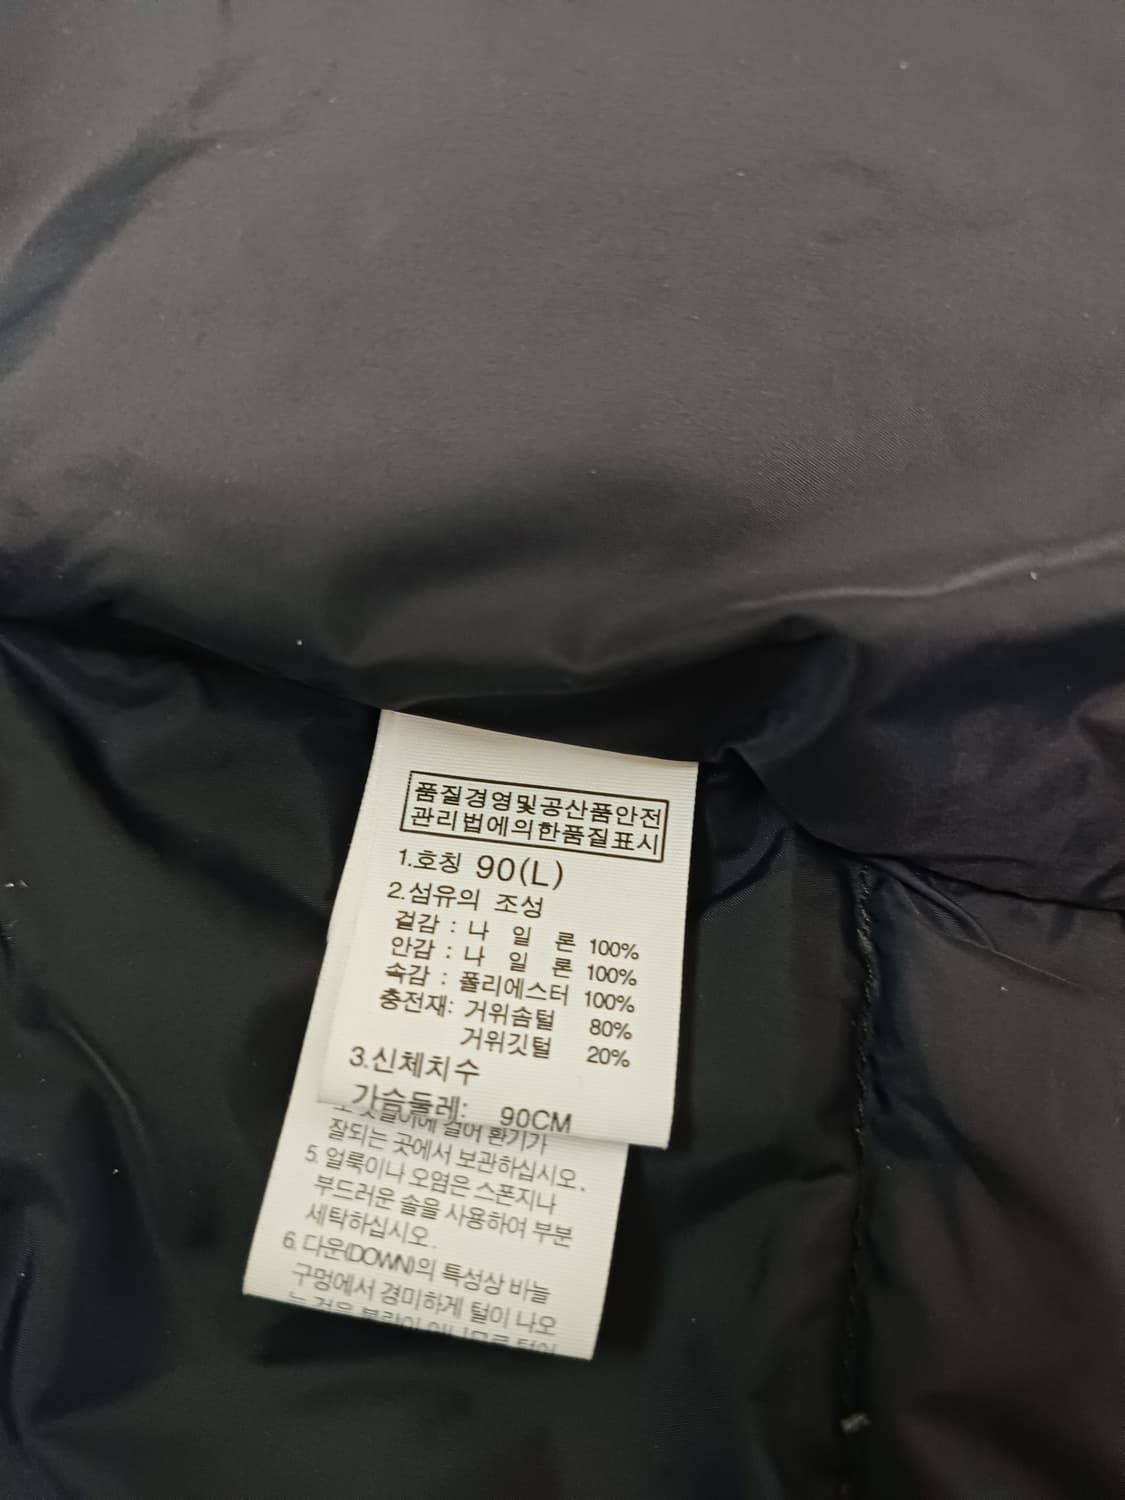 품질경영및공산품안전
관리법에의한품질표시
1.호칭 90(L)
2.섬유의 조성
겉감 : 나 일 론 100%
안감 : 나 일 론 100%
속감 : 폴리에스터 100%
충전재: 거위솜털 80%
거위깃털 20%
3.신체치수
가슴둘레: 90CM
걸어 환기가
잘되는 곳에서 보관하십시오.
5. 얼룩이나 오염은 스폰지나
부드러운 솔을 사용하여 부분
세탁하십시오.
6. 다운(DOWN)의 특성상 바늘
구멍에서 경미하게 털이 나오